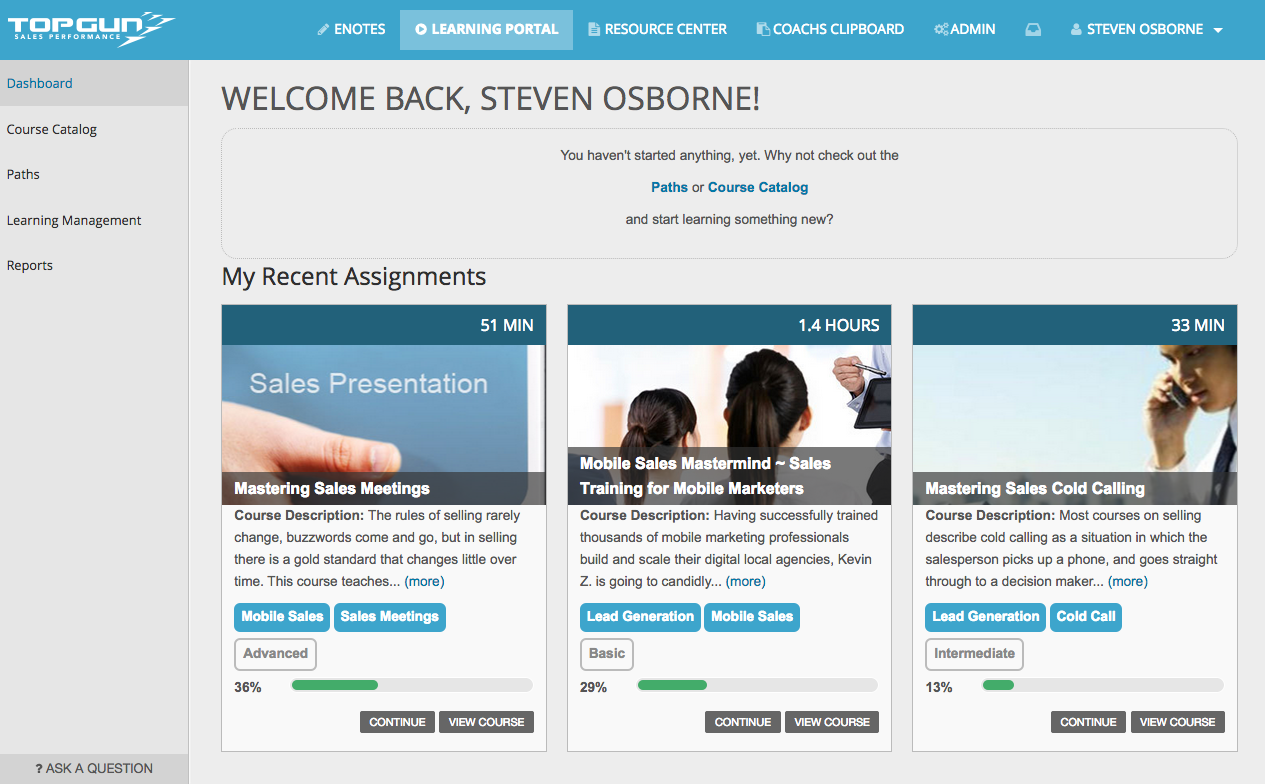 TOPGUN
SALES PERFORMANCE
ENOTES
LEARNING PORTAL
RESOURCE CENTER
COACHS CLIPBOARD
ADMIN
STEVEN OSBORNE
Dashboard
Course Catalog
Paths
Learning Management
Reports
? ASK A QUESTION
WELCOME BACK, STEVEN OSBORNE!
You haven't started anything, yet. Why not check out the
Paths or Course Catalog
and start learning something new?
My Recent Assignments
51 MIN
Sales Presentation
Mastering Sales Meetings
Course Description: The rules of selling rarely
change, buzzwords come and go, but in selling
there is a gold standard that changes little over
time. This course teaches... (more)
Mobile Sales
Sales Meetings
Advanced
36%
CONTINUE
VIEW COURSE
1.4 HOURS
Mobile Sales Mastermind ~ Sales
Training for Mobile Marketers
Course Description: Having successfully trained
thousands of mobile marketing professionals
build and scale their digital local agencies, Kevin
Z. is going to candidly... (more)
Lead Generation
Mobile Sales
Basic
29%
CONTINUE
VIEW COURSE
33 MIN
Mastering Sales Cold Calling
Course Description: Most courses on selling
describe cold calling as a situation in which the
salesperson picks up a phone, and goes straight
through to a decision maker... (more)
Lead Generation
Cold Call
Intermediate
13%
CONTINUE
VIEW COURSE